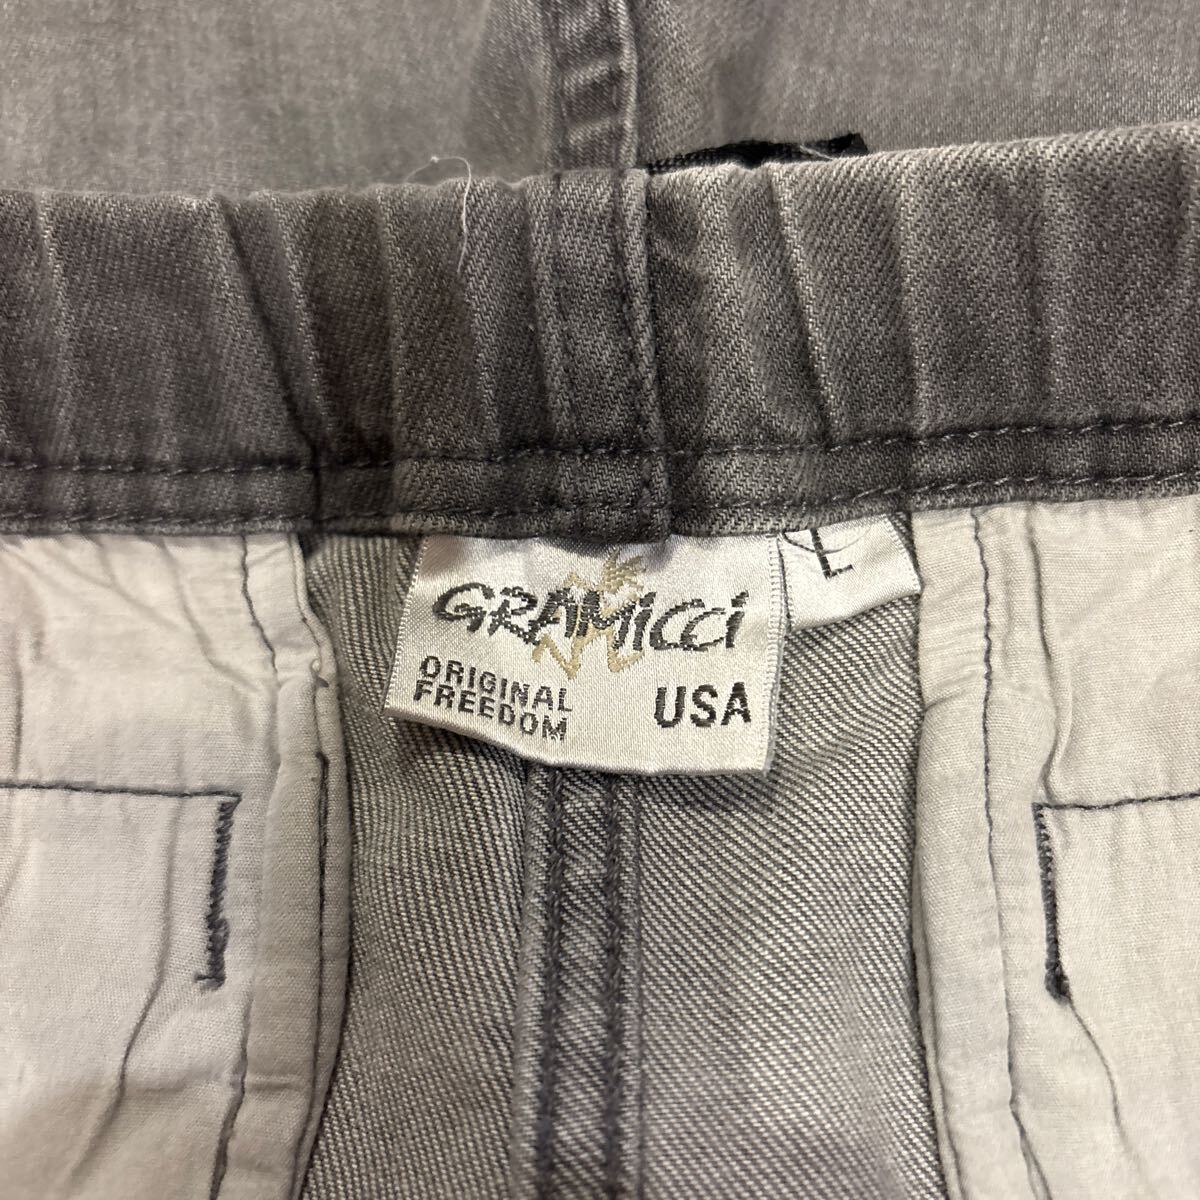 GRAMiCCi
ORIGINAL
FREEDOM
USA
L